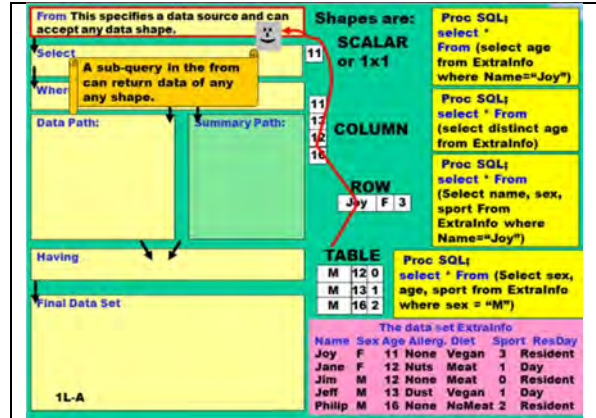 From This specifies a data source and can
accept any data shape.
Select
A sub-query in the from
can return data of any
any shape.
Wher
Data Path:
Summary Path:
Having
Final Data Set
1L-A
Shapes are:
SCALAR
or 1x1
11
11
13
12
16
COLUMN
ROW
Joy F 3
TABLE
M 12 0
M 13 1
M 16 2
Proc SQL;
select *
From (select age
from ExtraInfo
where Name="Joy")
Proc SQL;
select * From
(select distinct age
from ExtraInfo)
Proc SQL;
select * From
(Select name, sex,
sport From
ExtraInfo where
Name="Joy")
Proc SQL;
select * From (Select sex,
age, sport from ExtraInfo
where sex = "M")
The data set ExtraInfo
Name Sex Age Allerg. Diet Sport ResDay
Joy F 11 None Vegan 3 Resident
Jane F 12 Nuts Meat 1 Day
Jim M 12 None Meat 0 Resident
Jeff M 13 Dust Vegan 1 Day
Philip M 16 None NoMeat 2 Resident